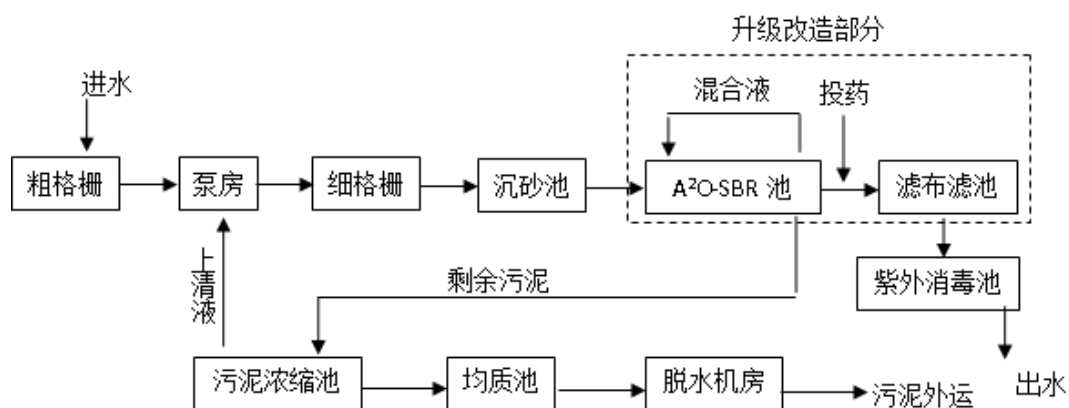 升级改造部分
进水
混合液
投药
粗格栅
泵房
细格栅
沉砂池
A²O-SBR 池
滤布滤池
上清液
剩余污泥
紫外消毒池
污泥浓缩池
均质池
脱水机房
污泥外运
出水